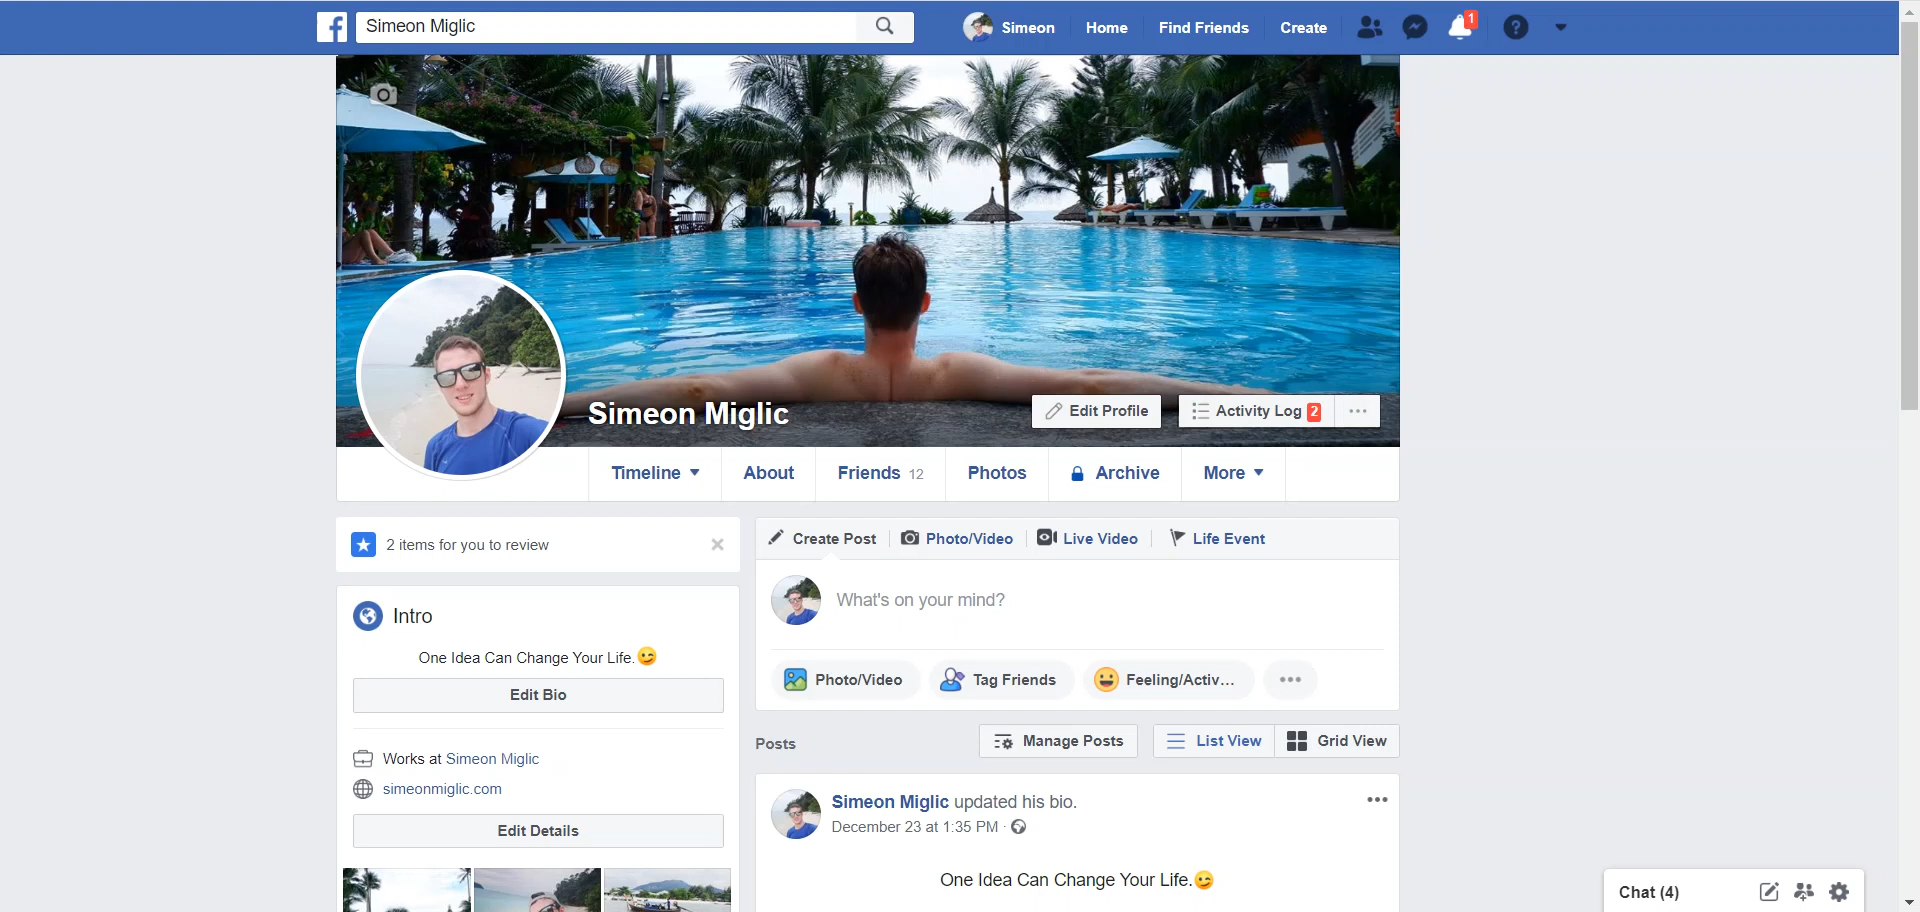 Simeon Miglic
Simeon
Home
Find Friends
Create
1
Simeon Miglic
Edit Profile
Activity Log 2
Timeline
About
Friends 12
Photos
Archive
More
2 items for you to review
Create Post
Photo/Video
Live Video
Life Event
What's on your mind?
Intro
One Idea Can Change Your Life.😉
Edit Bio
Photo/Video
Tag Friends
Feeling/Activ...
Works at Simeon Miglic
simeonmiglic.com
Edit Details
Posts
Manage Posts
List View
Grid View
Simeon Miglic updated his bio.
December 23 at 1:35 PM ·
One Idea Can Change Your Life.😉
Chat (4)